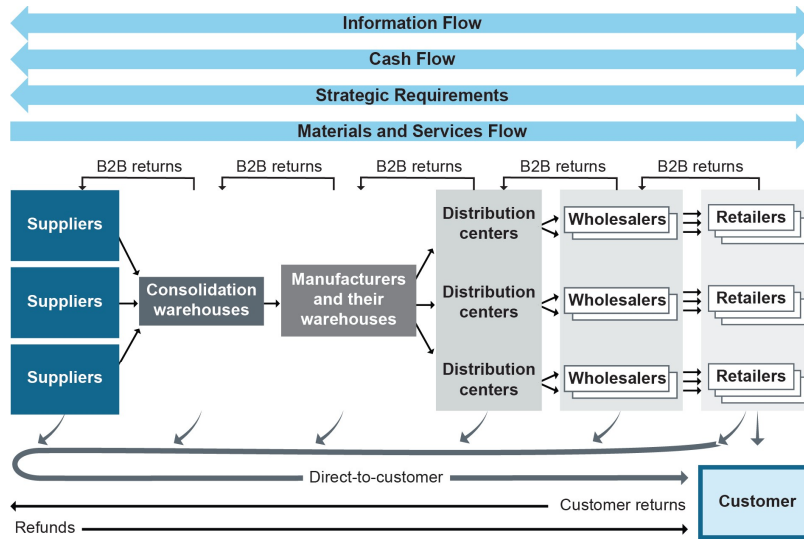 Information Flow
Cash Flow
Strategic Requirements
Materials and Services Flow
B2B returns
B2B returns
B2B returns
B2B returns
B2B returns
Suppliers
Distribution
centers
Wholesalers
Retailers
Suppliers
Consolidation
warehouses
Manufacturers
and their
warehouses
Distribution
centers
Wholesalers
Retailers
Suppliers
Distribution
centers
Wholesalers
Retailers
Direct-to-customer
Customer returns
Customer
Refunds